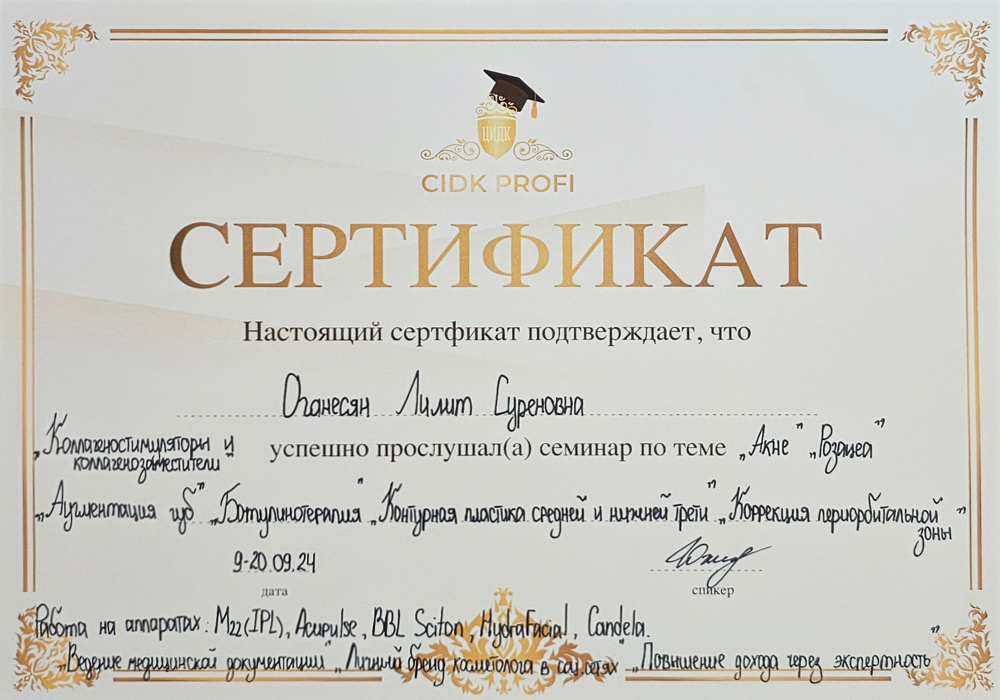 ЦИДК
CIDK PROFI
СЕРТИФИКАТ
Настоящий сертфикат подтверждает, что
Оганесян Лилит Суреновна
„Коллагеностимуляторы и коллагенозаместители“ успешно прослушал(а) семинар по теме „Акне” „Розацеа”
„Аугментация губ” „Ботулинотерапия” „Контурная пластика средней и нижней трети” „Коррекция периорбитальной зоны”
9-20.09.24
дата спикер
Работа на аппаратах: M22(IPL), Acupulse, BBL Sciton, HydraFacial, Candela.
„Ведение медицинской документации” „Личный бренд косметолога в соц.сетях” „Повышение дохода через экспертность”